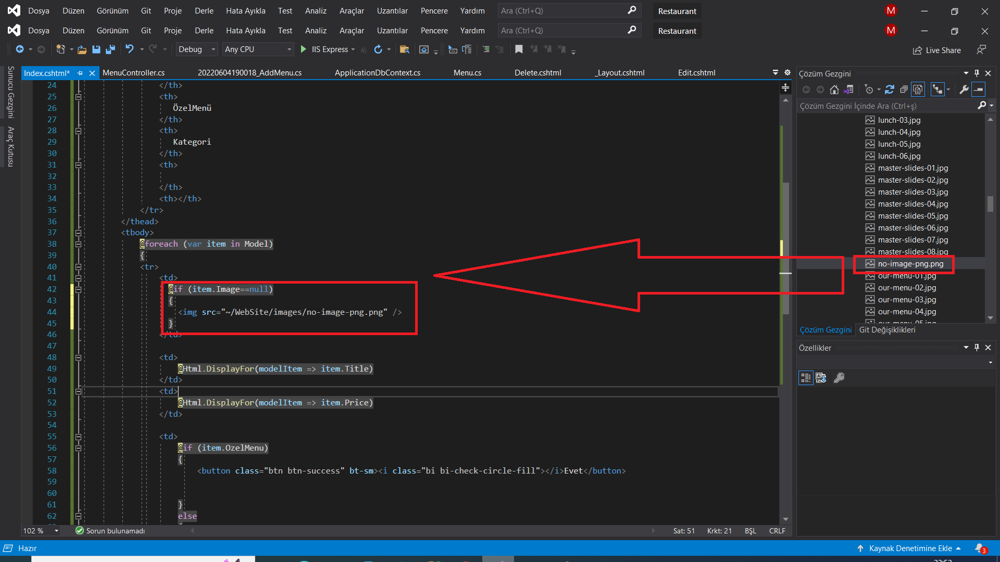 Dosya Düzen Görünüm Git Proje Derle Hata Ayıkla Test Analiz Araçlar Uzantılar Pencere Yardım Ara (Ctrl+Q) Restaurant M
Dosya Düzen Görünüm Git Proje Derle Hata Ayıkla Test Analiz Araçlar Uzantılar Pencere Yardım Ara (Ctrl+Q) Restaurant M
Debug Any CPU IIS Express Live Share
Sunucu Gezgini
Araç Kutusu
Index.cshtml* MenuController.cs 20220604190018_AddMenu.cs ApplicationDbContext.cs Menu.cs Delete.cshtml _Layout.cshtml Edit.cshtml
24 </th>
25 <th>
26 ÖzelMenü
27 </th>
28 <th>
29 Kategori
30 </th>
31 <th>
32
33 </th>
34 <th></th>
35 </tr>
36 </thead>
37 <tbody>
38 @foreach (var item in Model)
39 {
40 <tr>
41 <td>
42 @if (item.Image==null)
43 {
44 <img src="~/WebSite/images/no-image-png.png" />
45 }
46 </td>
47
48 <td>
49 @Html.DisplayFor(modelItem => item.Title)
50 </td>
51 <td>
52 @Html.DisplayFor(modelItem => item.Price)
53 </td>
54
55 <td>
56 @if (item.OzelMenu)
57 {
58 <button class="btn btn-success" bt-sm><i class="bi bi-check-circle-fill"></i>Evet</button>
59
60
61 }
62 else
{
102 % Sorun bulunamadı Sat: 51 Krkt: 21 BŞL CRLF
Çözüm Gezgini
Çözüm Gezgini İçinde Ara (Ctrl+ş)
lunch-03.jpg
lunch-04.jpg
lunch-05.jpg
lunch-06.jpg
master-slides-01.jpg
master-slides-02.jpg
master-slides-03.jpg
master-slides-04.jpg
master-slides-05.jpg
master-slides-06.jpg
master-slides-07.jpg
master-slides-08.jpg
no-image-png.png
our-menu-01.jpg
our-menu-02.jpg
our-menu-03.jpg
our-menu-04.jpg
our-menu-05.jpg
Çözüm Gezgini Git Değişiklikleri
Özellikler
Hazır Kaynak Denetimine Ekle 3